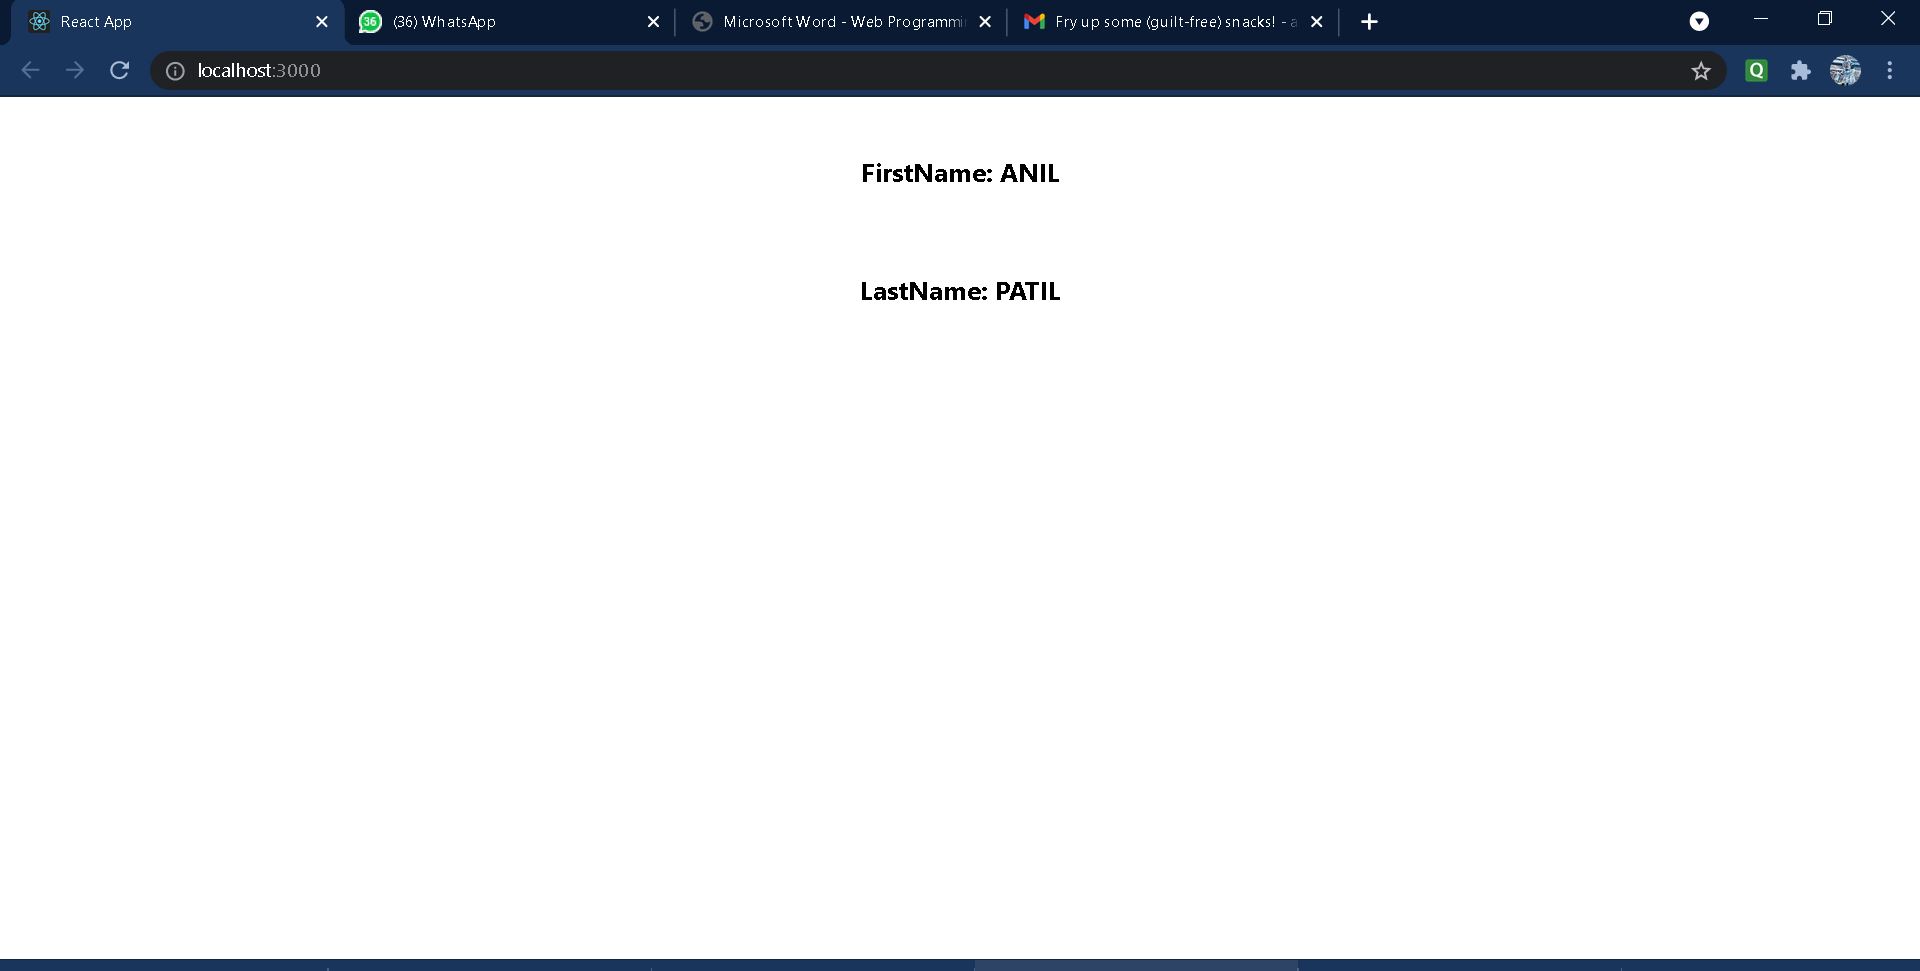 React App
36
(36) WhatsApp
Microsoft Word - Web Programmi
Fry up some (guilt-free) snacks! - a
localhost:3000
Q
FirstName: ANIL
LastName: PATIL